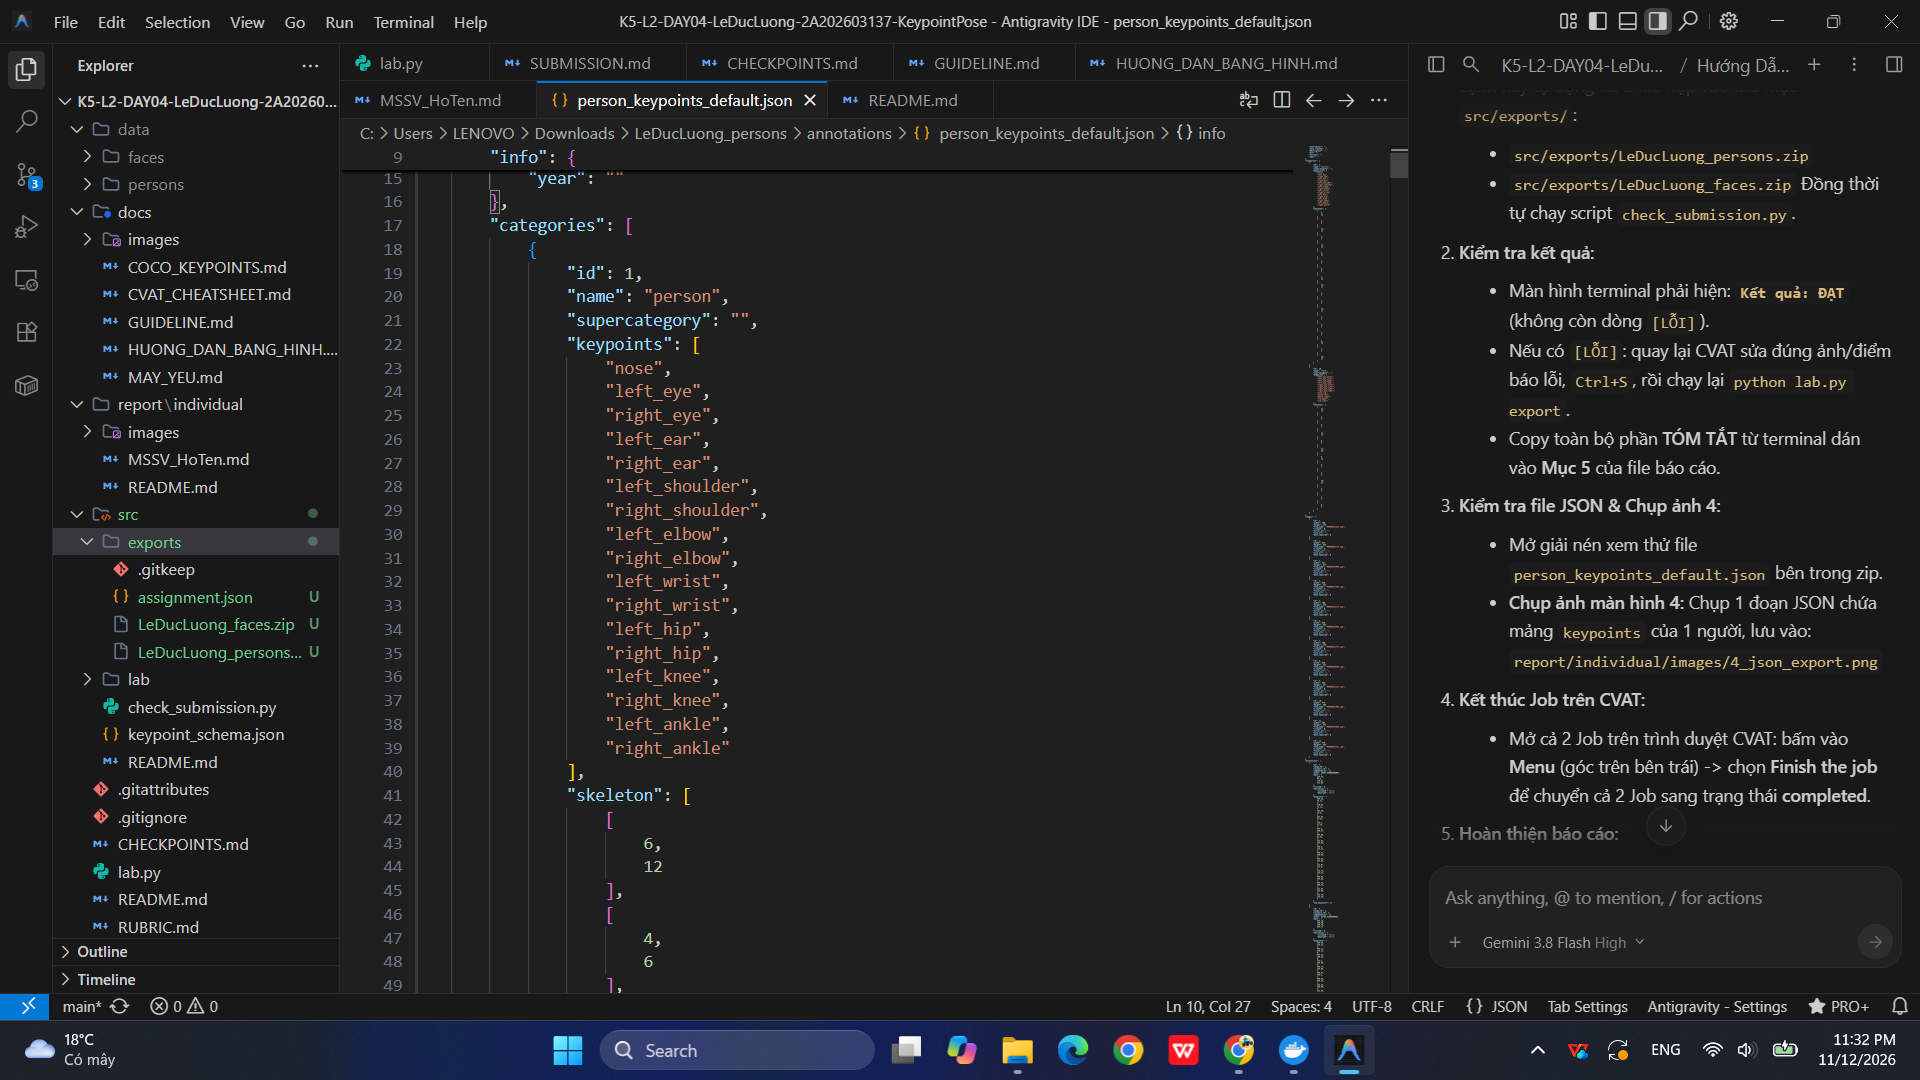 File Edit Selection View Go Run Terminal Help
K5-L2-DAY04-LeDucLuong-2A202603137-KeypointPose - Antigravity IDE - person_keypoints_default.json
Explorer
K5-L2-DAY04-LeDucLuong-2A20260...
data
faces
persons
docs
images
COCO_KEYPOINTS.md
CVAT_CHEATSHEET.md
GUIDELINE.md
HUONG_DAN_BANG_HINH....
MAY_YEU.md
report\individual
images
MSSV_HoTen.md
README.md
src
exports
.gitkeep
assignment.json U
LeDucLuong_faces.zip U
LeDucLuong_persons... U
lab
check_submission.py
keypoint_schema.json
README.md
.gitattributes
.gitignore
CHECKPOINTS.md
lab.py
README.md
RUBRIC.md
Outline
Timeline
3
lab.py
SUBMISSION.md
CHECKPOINTS.md
GUIDELINE.md
HUONG_DAN_BANG_HINH.md
MSSV_HoTen.md
person_keypoints_default.json
README.md
C: > Users > LENOVO > Downloads > LeDucLuong_persons > annotations > {} person_keypoints_default.json > {} info
9 "info": {
15 "year": ""
16 },
17 "categories": [
18 {
19 "id": 1,
20 "name": "person",
21 "supercategory": "",
22 "keypoints": [
23 "nose",
24 "left_eye",
25 "right_eye",
26 "left_ear",
27 "right_ear",
28 "left_shoulder",
29 "right_shoulder",
30 "left_elbow",
31 "right_elbow",
32 "left_wrist",
33 "right_wrist",
34 "left_hip",
35 "right_hip",
36 "left_knee",
37 "right_knee",
38 "left_ankle",
39 "right_ankle"
40 ],
41 "skeleton": [
42 [
43 6,
44 12
45 ],
46 [
47 4,
48 6
49 ],
K5-L2-DAY04-LeDu... / Hướng Dẫ...
src/exports/ :
• src/exports/LeDucLuong_persons.zip
• src/exports/LeDucLuong_faces.zip Đồng thời
tự chạy script check_submission.py .
2. Kiểm tra kết quả:
• Màn hình terminal phải hiện: Kết quả: ĐẠT
(không còn dòng [LỖI] ).
• Nếu có [LỖI] : quay lại CVAT sửa đúng ảnh/điểm
báo lỗi, Ctrl+S , rồi chạy lại python lab.py
export .
• Copy toàn bộ phần TÓM TẮT từ terminal dán
vào Mục 5 của file báo cáo.
3. Kiểm tra file JSON & Chụp ảnh 4:
• Mở giải nén xem thử file
person_keypoints_default.json bên trong zip.
• Chụp ảnh màn hình 4: Chụp 1 đoạn JSON chứa
mảng keypoints của 1 người, lưu vào:
report/individual/images/4_json_export.png
4. Kết thúc Job trên CVAT:
• Mở cả 2 Job trên trình duyệt CVAT: bấm vào
Menu (góc trên bên trái) -> chọn Finish the job
để chuyển cả 2 Job sang trạng thái completed.
5. Hoàn thiện báo cáo:
Ask anything, @ to mention, / for actions
Gemini 3.8 Flash High
main* 0 0
Ln 10, Col 27 Spaces: 4 UTF-8 CRLF {} JSON Tab Settings Antigravity - Settings PRO+
18°C
Có mây
Search
ENG
11:32 PM
11/12/2026